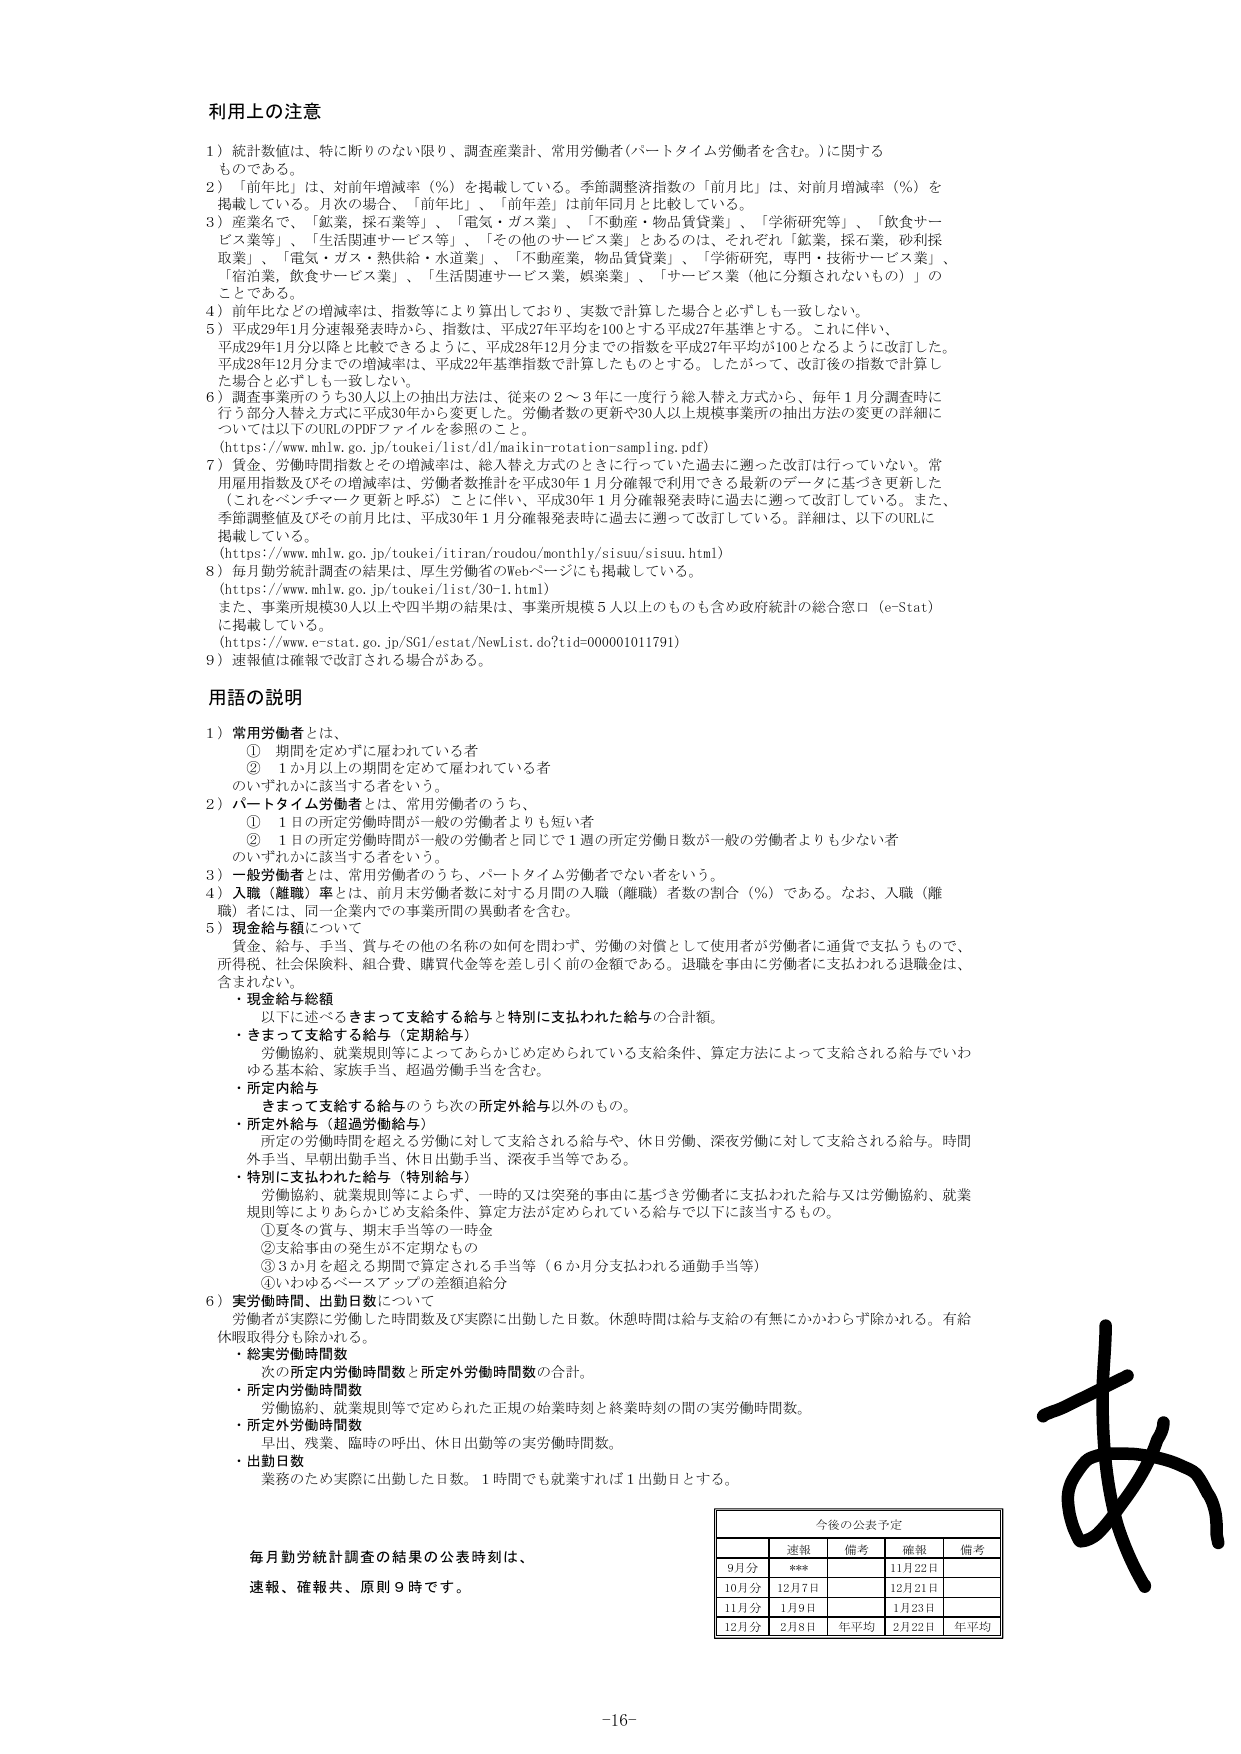 利用上の注意
1）統計数値は、特に断りのない限り、調査産業計、常用労働者(パートタイム労働者を含む。)に関する
ものである。
2）「前年比」は、対前年増減率（%）を掲載している。季節調整済指数の「前月比」は、対前月増減率（%）を
掲載している。月次の場合、「前年比」、「前年差」は前年同月と比較している。
3）産業名で、「鉱業，採石業等」、「電気・ガス業」、「不動産・物品賃貸業」、「学術研究等」、「飲食サー
ビス業等」、「生活関連サービス等」、「その他のサービス業」とあるのは、それぞれ「鉱業，採石業，砂利採
取業」、「電気・ガス・熱供給・水道業」、「不動産業，物品賃貸業」、「学術研究，専門・技術サービス業」、
「宿泊業，飲食サービス業」、「生活関連サービス業，娯楽業」、「サービス業（他に分類されないもの）」の
ことである。
4）前年比などの増減率は、指数等により算出しており、実数で計算した場合と必ずしも一致しない。
5）平成29年1月分速報発表時から、指数は、平成27年平均を100とする平成27年基準とする。これに伴い、
平成29年1月分以降と比較できるように、平成28年12月分までの指数を平成27年平均が100となるように改訂した。
平成28年12月分までの増減率は、平成22年基準指数で計算したものとする。したがって、改訂後の指数で計算し
た場合と必ずしも一致しない。
6）調査事業所のうち30人以上の抽出方法は、従来の２～３年に一度行う総入替え方式から、毎年１月分調査時に
行う部分入替え方式に平成30年から変更した。労働者数の更新や30人以上規模事業所の抽出方法の変更の詳細に
ついては以下のURLのPDFファイルを参照のこと。
(https://www.mhlw.go.jp/toukei/list/dl/maikin-rotation-sampling.pdf)
7）賃金、労働時間指数とその増減率は、総入替え方式のときに行っていた過去に遡った改訂は行っていない。常
用雇用指数及びその増減率は、労働者数推計を平成30年１月分確報で利用できる最新のデータに基づき更新した
（これをベンチマーク更新と呼ぶ）ことに伴い、平成30年１月分確報発表時に過去に遡って改訂している。また、
季節調整値及びその前月比は、平成30年１月分確報発表時に過去に遡って改訂している。詳細は、以下のURLに
掲載している。
(https://www.mhlw.go.jp/toukei/itiran/roudou/monthly/sisuu/sisuu.html)
8）毎月勤労統計調査の結果は、厚生労働省のWebページにも掲載している。
(https://www.mhlw.go.jp/toukei/list/30-1.html)
また、事業所規模30人以上や四半期の結果は、事業所規模５人以上のものも含め政府統計の総合窓口（e-Stat）
に掲載している。
(https://www.e-stat.go.jp/SG1/estat/NewList.do?tid=000001011791)
9）速報値は確報で改訂される場合がある。
用語の説明
1）常用労働者とは、
① 期間を定めずに雇われている者
② １か月以上の期間を定めて雇われている者
のいずれかに該当する者をいう。
2）パートタイム労働者とは、常用労働者のうち、
① １日の所定労働時間が一般の労働者よりも短い者
② １日の所定労働時間が一般の労働者と同じで１週の所定労働日数が一般の労働者よりも少ない者
のいずれかに該当する者をいう。
3）一般労働者とは、常用労働者のうち、パートタイム労働者でない者をいう。
4）入職（離職）率とは、前月末労働者数に対する月間の入職（離職）者数の割合（%）である。なお、入職（離
職）者には、同一企業内での事業所間の異動者を含む。
5）現金給与額について
賃金、給与、手当、賞与その他の名称の如何を問わず、労働の対償として使用者が労働者に通貨で支払うもので、
所得税、社会保険料、組合費、購買代金等を差し引く前の金額である。退職を事由に労働者に支払われる退職金は、
含まれない。
・現金給与総額
以下に述べるきまって支給する給与と特別に支払われた給与の合計額。
・きまって支給する給与（定期給与）
労働協約、就業規則等によってあらかじめ定められている支給条件、算定方法によって支給される給与でいわ
ゆる基本給、家族手当、超過労働手当を含む。
・所定内給与
きまって支給する給与のうち次の所定外給与以外のもの。
・所定外給与（超過労働給与）
所定の労働時間を超える労働に対して支給される給与や、休日労働、深夜労働に対して支給される給与。時間
外手当、早朝出勤手当、休日出勤手当、深夜手当等である。
・特別に支払われた給与（特別給与）
労働協約、就業規則等によらず、一時的又は突発的事由に基づき労働者に支払われた給与又は労働協約、就業
規則等によりあらかじめ支給条件、算定方法が定められている給与で以下に該当するもの。
①夏冬の賞与、期末手当等の一時金
②支給事由の発生が不定期なもの
③３か月を超える期間で算定される手当等（６か月分支払われる通勤手当等）
④いわゆるベースアップの差額追給分
6）実労働時間、出勤日数について
労働者が実際に労働した時間数及び実際に出勤した日数。休憩時間は給与支給の有無にかかわらず除かれる。有給
休暇取得分も除かれる。
・総実労働時間数
次の所定内労働時間数と所定外労働時間数の合計。
・所定内労働時間数
労働協約、就業規則等で定められた正規の始業時刻と終業時刻の間の実労働時間数。
・所定外労働時間数
早出、残業、臨時の呼出、休日出勤等の実労働時間数。
・出勤日数
業務のため実際に出勤した日数。１時間でも就業すれば１出勤日とする。
あ
毎月勤労統計調査の結果の公表時刻は、
速報、確報共、原則９時です。
今後の公表予定
速報 備考 確報 備考
9月分 *** 11月22日
10月分 12月7日 12月21日
11月分 1月9日 1月23日
12月分 2月8日 年平均 2月22日 年平均
-16-